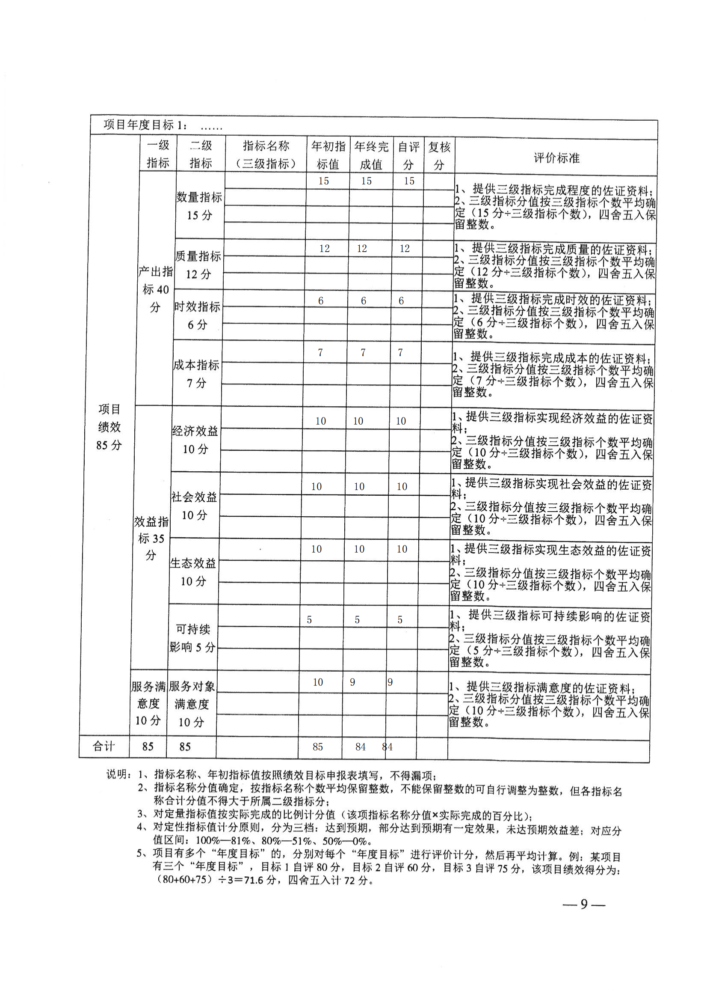 项目年度目标 1： ……
一级
指标
二级
指标
指标名称
（三级指标）
年初指
标值
年终完
成值
自评
分
复核
分
评价标准
项目
绩效
85 分
产出指
标 40
分
数量指标
15 分
15
15
15
1、提供三级指标完成程度的佐证资料；
2、三级指标分值按三级指标个数平均确
定（15 分÷三级指标个数），四舍五入保
留整数。
质量指标
12 分
12
12
12
1、提供三级指标完成质量的佐证资料；
2、三级指标分值按三级指标个数平均确
定（12 分÷三级指标个数），四舍五入保
留整数。
时效指标
6 分
6
6
6
1、提供三级指标完成时效的佐证资料；
2、三级指标分值按三级指标个数平均确
定（6 分÷三级指标个数），四舍五入保
留整数。
成本指标
7 分
7
7
7
1、提供三级指标完成成本的佐证资料；
2、三级指标分值按三级指标个数平均确
定（7 分÷三级指标个数），四舍五入保
留整数。
效益指
标 35
分
经济效益
10 分
10
10
10
1、提供三级指标实现经济效益的佐证资
料；
2、三级指标分值按三级指标个数平均确
定（10 分÷三级指标个数），四舍五入保
留整数。
社会效益
10 分
10
10
10
1、提供三级指标实现社会效益的佐证资
料；
2、三级指标分值按三级指标个数平均确
定（10 分÷三级指标个数），四舍五入保
留整数。
生态效益
10 分
10
10
10
1、提供三级指标实现生态效益的佐证资
料；
2、三级指标分值按三级指标个数平均确
定（10 分÷三级指标个数），四舍五入保
留整数。
可持续
影响 5 分
5
5
5
1、提供三级指标可持续影响的佐证资
料；
2、三级指标分值按三级指标个数平均确
定（5 分÷三级指标个数），四舍五入保
留整数。
服务满
意度
10 分
服务对象
满意度
10 分
10
9
9
1、提供三级指标满意度的佐证资料；
2、三级指标分值按三级指标个数平均确
定（10 分÷三级指标个数），四舍五入保
留整数。
合计
85
85
85
84
84
说明：1、指标名称、年初指标值按照绩效目标申报表填写，不得漏项；
2、指标名称分值确定，按指标名称个数平均保留整数，不能保留整数的可自行调整为整数，但各指标名
称合计分值不得大于所属二级指标分；
3、对定量指标值按实际完成的比例计分值（该项指标名称分值×实际完成的百分比）；
4、对定性指标值计分原则，分为三档：达到预期，部分达到预期有一定效果，未达预期效益差；对应分
值区间：100%—81%、80%—51%、50%—0%。
5、项目有多个“年度目标”的，分别对每个“年度目标”进行评价计分，然后再平均计算。例：某项目
有三个“年度目标”，目标 1 自评 80 分，目标 2 自评 60 分，目标 3 自评 75 分，该项目绩效得分为：
（80+60+75）÷3＝71.6 分，四舍五入计 72 分。
— 9 —